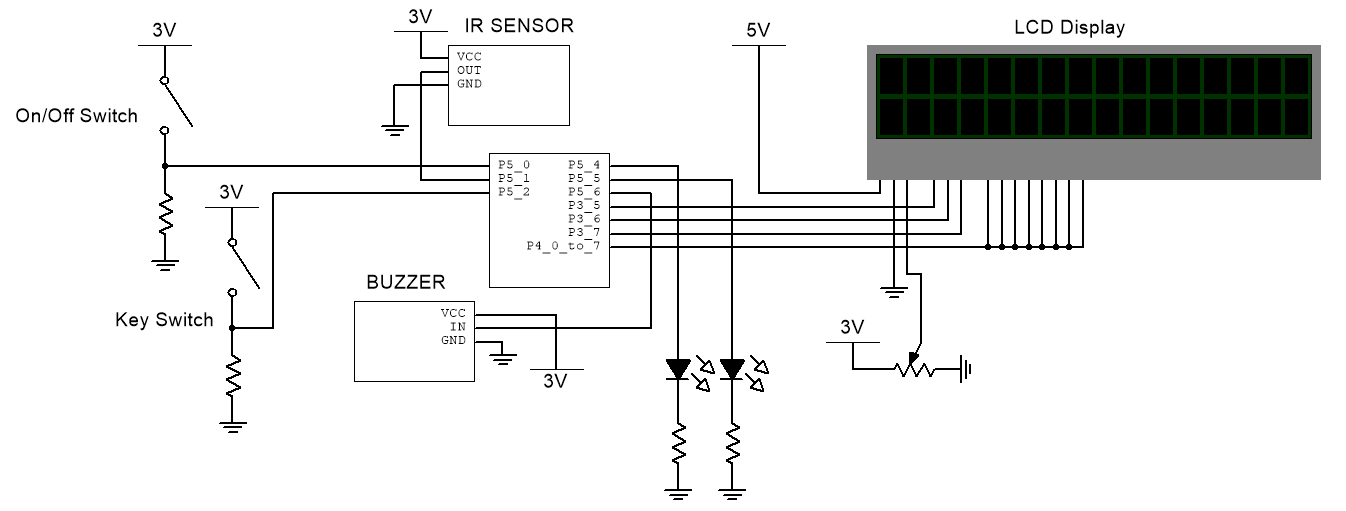 3V
3V
IR SENSOR
5V
LCD Display
VCC
OUT
GND
On/Off Switch
P5_0
P5_1
P5_2
P5_4
P5_5
P5_6
P3_5
P3_6
P3_7
P4_0_to_7
3V
BUZZER
VCC
IN
GND
Key Switch
3V
3V